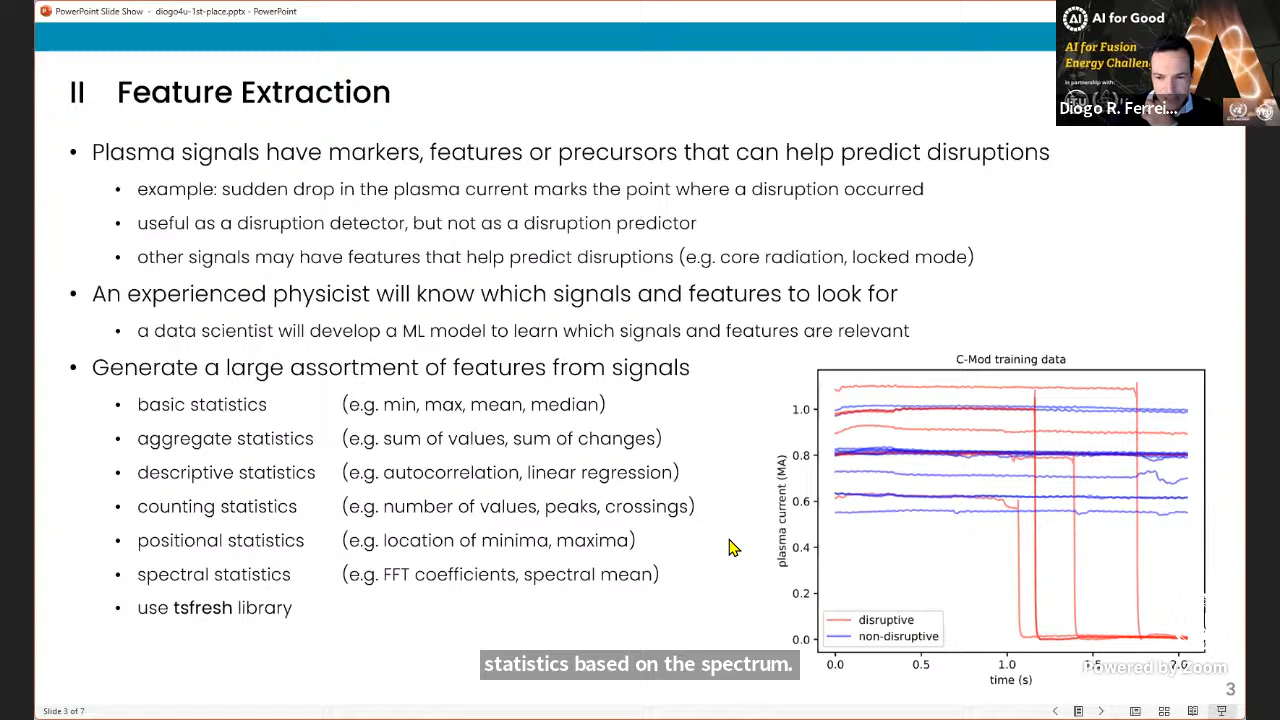 PowerPoint Slide Show - diogo4u-1st-place.pptx - PowerPoint
AI for Good
AI for Fusion
Energy Challen
in partnership with:
Diogo R. Ferrei...
II Feature Extraction
• Plasma signals have markers, features or precursors that can help predict disruptions
• example: sudden drop in the plasma current marks the point where a disruption occurred
• useful as a disruption detector, but not as a disruption predictor
• other signals may have features that help predict disruptions (e.g. core radiation, locked mode)
• An experienced physicist will know which signals and features to look for
• a data scientist will develop a ML model to learn which signals and features are relevant
• Generate a large assortment of features from signals
• basic statistics (e.g. min, max, mean, median)
• aggregate statistics (e.g. sum of values, sum of changes)
• descriptive statistics (e.g. autocorrelation, linear regression)
• counting statistics (e.g. number of values, peaks, crossings)
• positional statistics (e.g. location of minima, maxima)
• spectral statistics (e.g. FFT coefficients, spectral mean)
• use tsfresh library
C-Mod training data
plasma current (MA)
1.0
0.8
0.6
0.4
0.2
0.0
disruptive
non-disruptive
0.0 0.5 1.0 1.5 2.0
time (s)
statistics based on the spectrum.
Powered by Zoom
3
Slide 3 of 7